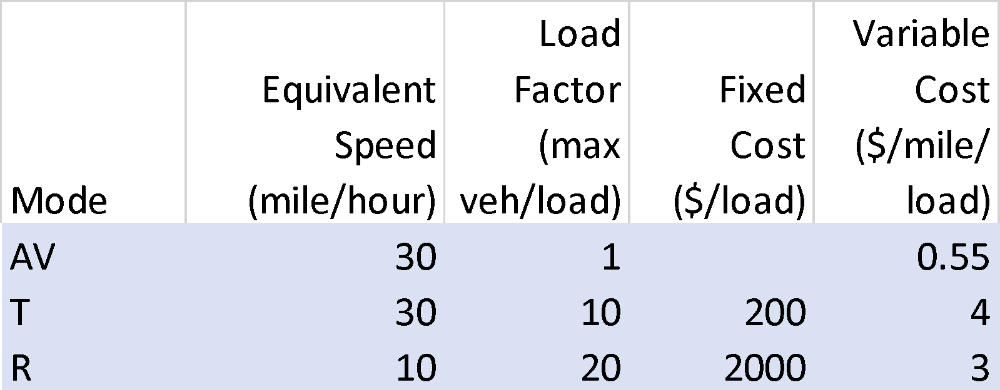 Mode Equivalent Speed (mile/hour) Load Factor (max veh/load) Fixed Cost ($/load) Variable Cost ($/mile/ load)
AV 30 1 0.55
T 30 10 200 4
R 10 20 2000 3